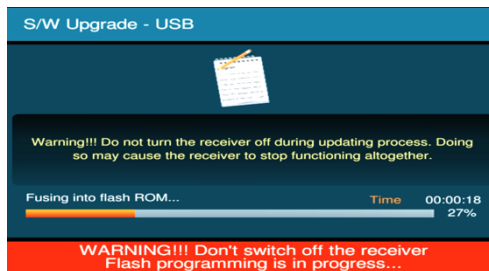 S/W Upgrade - USB
Warning!!! Do not turn the receiver off during updating process. Doing
so may cause the receiver to stop functioning altogether.
Fusing into flash ROM... Time 00:00:18
27%
WARNING!!! Don't switch off the receiver
Flash programming is in progress...